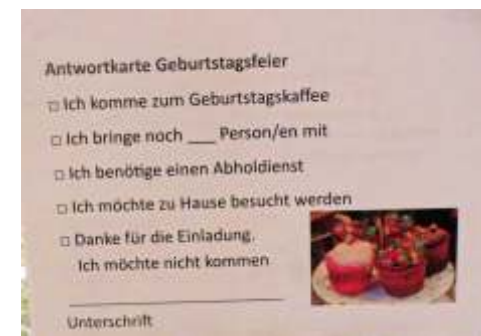 Antwortkarte Geburtstagsfeier
□ Ich komme zum Geburtstagskaffee
□ Ich bringe noch ___ Person/en mit
□ Ich benötige einen Abholdienst
□ Ich möchte zu Hause besucht werden
□ Danke für die Einladung,
Ich möchte nicht kommen
Unterschrift